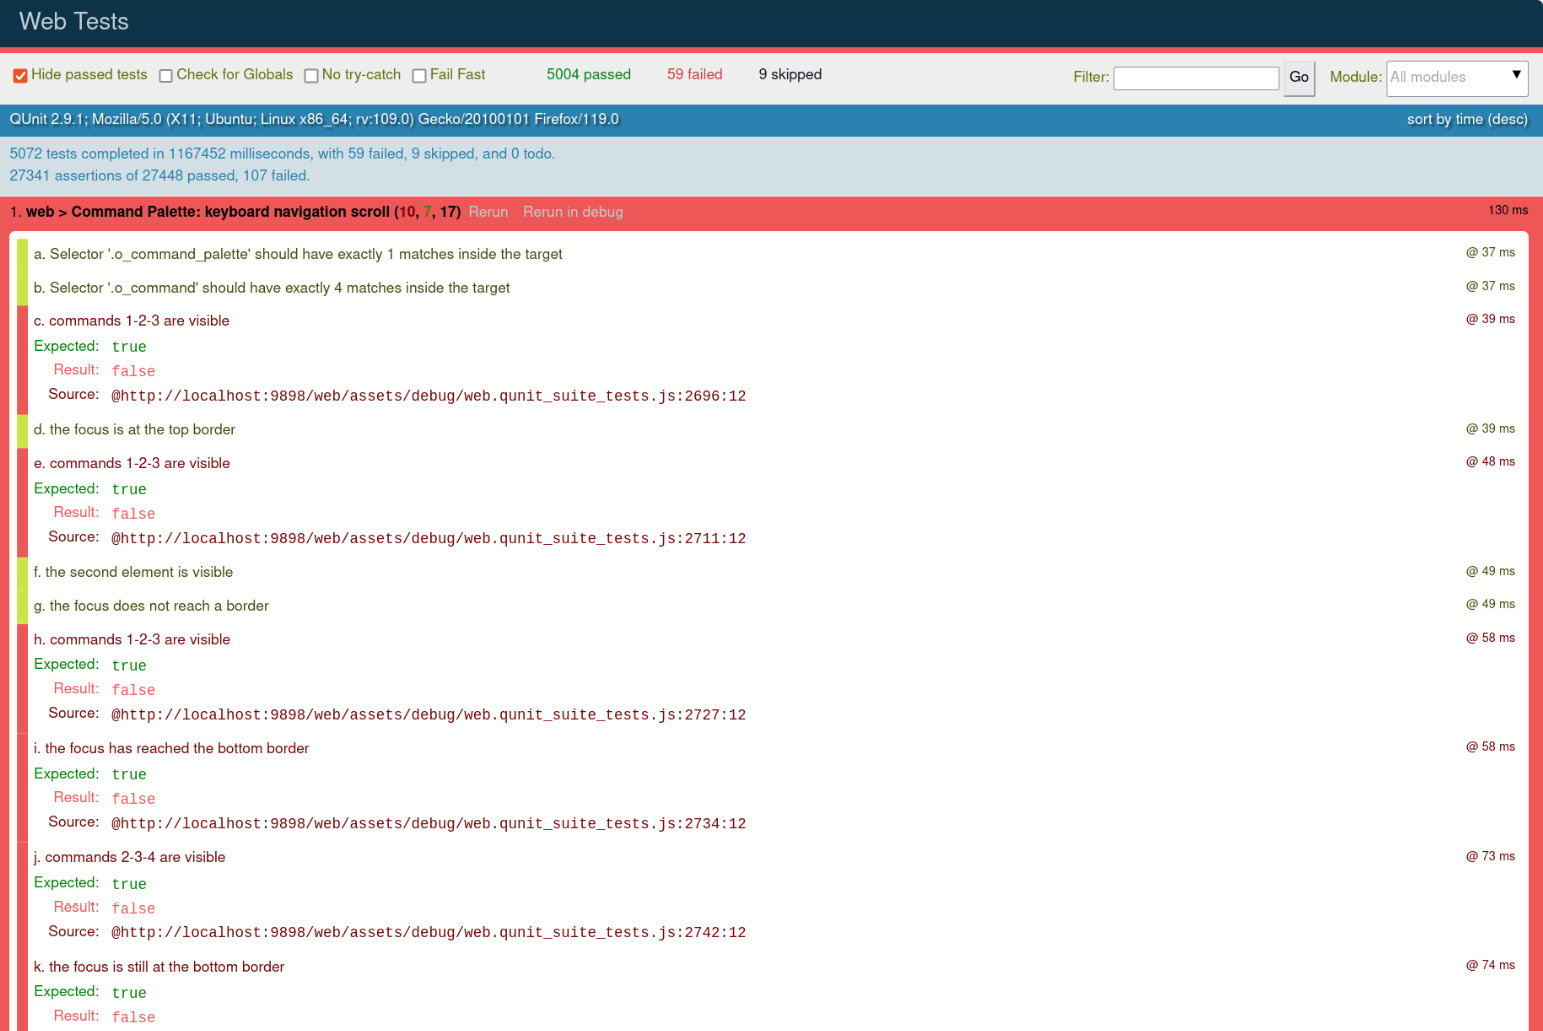 Web Tests
Hide passed tests Check for Globals No try-catch Fail Fast 5004 passed 59 failed 9 skipped Filter: Go Module: All modules ▼
QUnit 2.9.1; Mozilla/5.0 (X11; Ubuntu; Linux x86_64; rv:109.0) Gecko/20100101 Firefox/119.0 sort by time (desc)
5072 tests completed in 1167452 milliseconds, with 59 failed, 9 skipped, and 0 todo.
27341 assertions of 27448 passed, 107 failed.
1. web > Command Palette: keyboard navigation scroll (10, 7, 17) Rerun Rerun in debug 130 ms
a. Selector '.o_command_palette' should have exactly 1 matches inside the target @ 37 ms
b. Selector '.o_command' should have exactly 4 matches inside the target @ 37 ms
c. commands 1-2-3 are visible @ 39 ms
Expected: true
Result: false
Source: @http://localhost:9898/web/assets/debug/web.qunit_suite_tests.js:2696:12
d. the focus is at the top border @ 39 ms
e. commands 1-2-3 are visible @ 48 ms
Expected: true
Result: false
Source: @http://localhost:9898/web/assets/debug/web.qunit_suite_tests.js:2711:12
f. the second element is visible @ 49 ms
g. the focus does not reach a border @ 49 ms
h. commands 1-2-3 are visible @ 58 ms
Expected: true
Result: false
Source: @http://localhost:9898/web/assets/debug/web.qunit_suite_tests.js:2727:12
i. the focus has reached the bottom border @ 58 ms
Expected: true
Result: false
Source: @http://localhost:9898/web/assets/debug/web.qunit_suite_tests.js:2734:12
j. commands 2-3-4 are visible @ 73 ms
Expected: true
Result: false
Source: @http://localhost:9898/web/assets/debug/web.qunit_suite_tests.js:2742:12
k. the focus is still at the bottom border @ 74 ms
Expected: true
Result: false